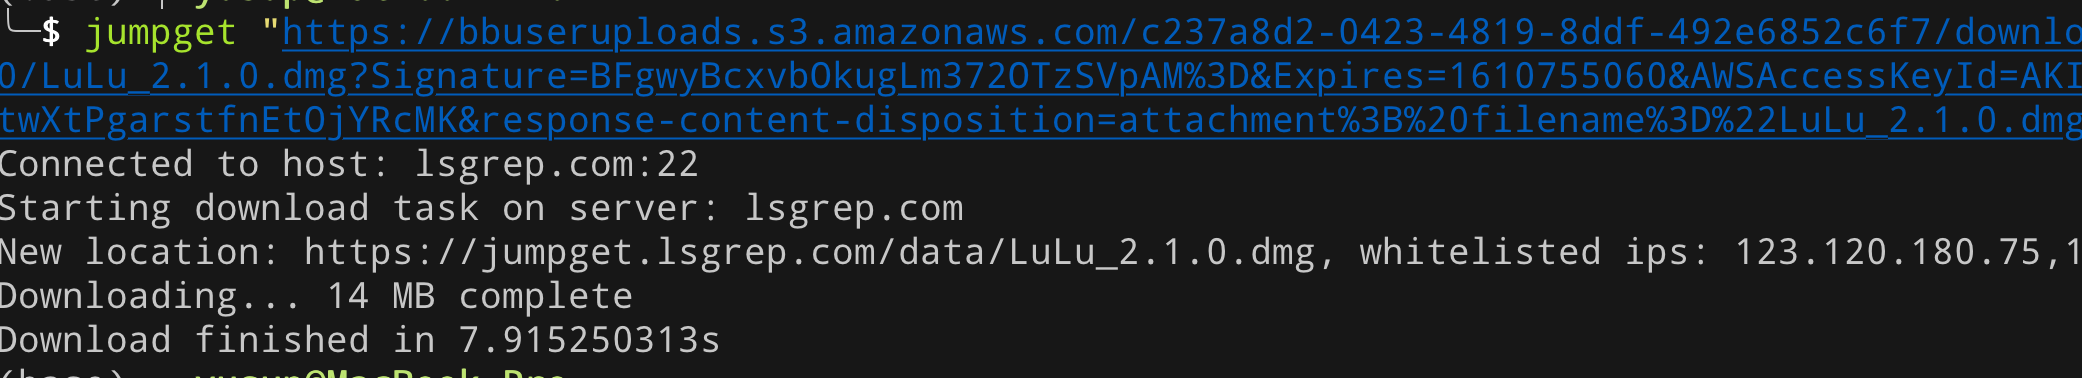 ╰─$ jumpget "https://bbuseruploads.s3.amazonaws.com/c237a8d2-0423-4819-8ddf-492e6852c6f7/downlo
0/LuLu_2.1.0.dmg?Signature=BFgwyBcxvbOkugLm372OTzSVpAM%3D&Expires=1610755060&AWSAccessKeyId=AKI
twXtPgarstfnEtOjYRcMK&response-content-disposition=attachment%3B%20filename%3D%22LuLu_2.1.0.dmg
Connected to host: lsgrep.com:22
Starting download task on server: lsgrep.com
New location: https://jumpget.lsgrep.com/data/LuLu_2.1.0.dmg, whitelisted ips: 123.120.180.75,1
Downloading... 14 MB complete
Download finished in 7.915250313s
(base)  yusup@MacBook-Pro